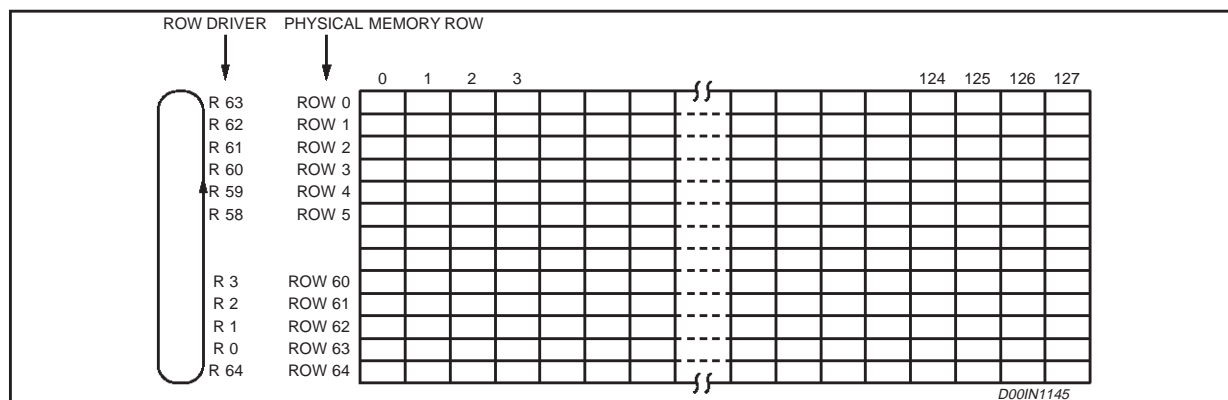 ROW DRIVER PHYSICAL MEMORY ROW
0 1 2 3 124 125 126 127
R 63 ROW 0
R 62 ROW 1
R 61 ROW 2
R 60 ROW 3
R 59 ROW 4
R 58 ROW 5
R 3 ROW 60
R 2 ROW 61
R 1 ROW 62
R 0 ROW 63
R 64 ROW 64
D00IN1145